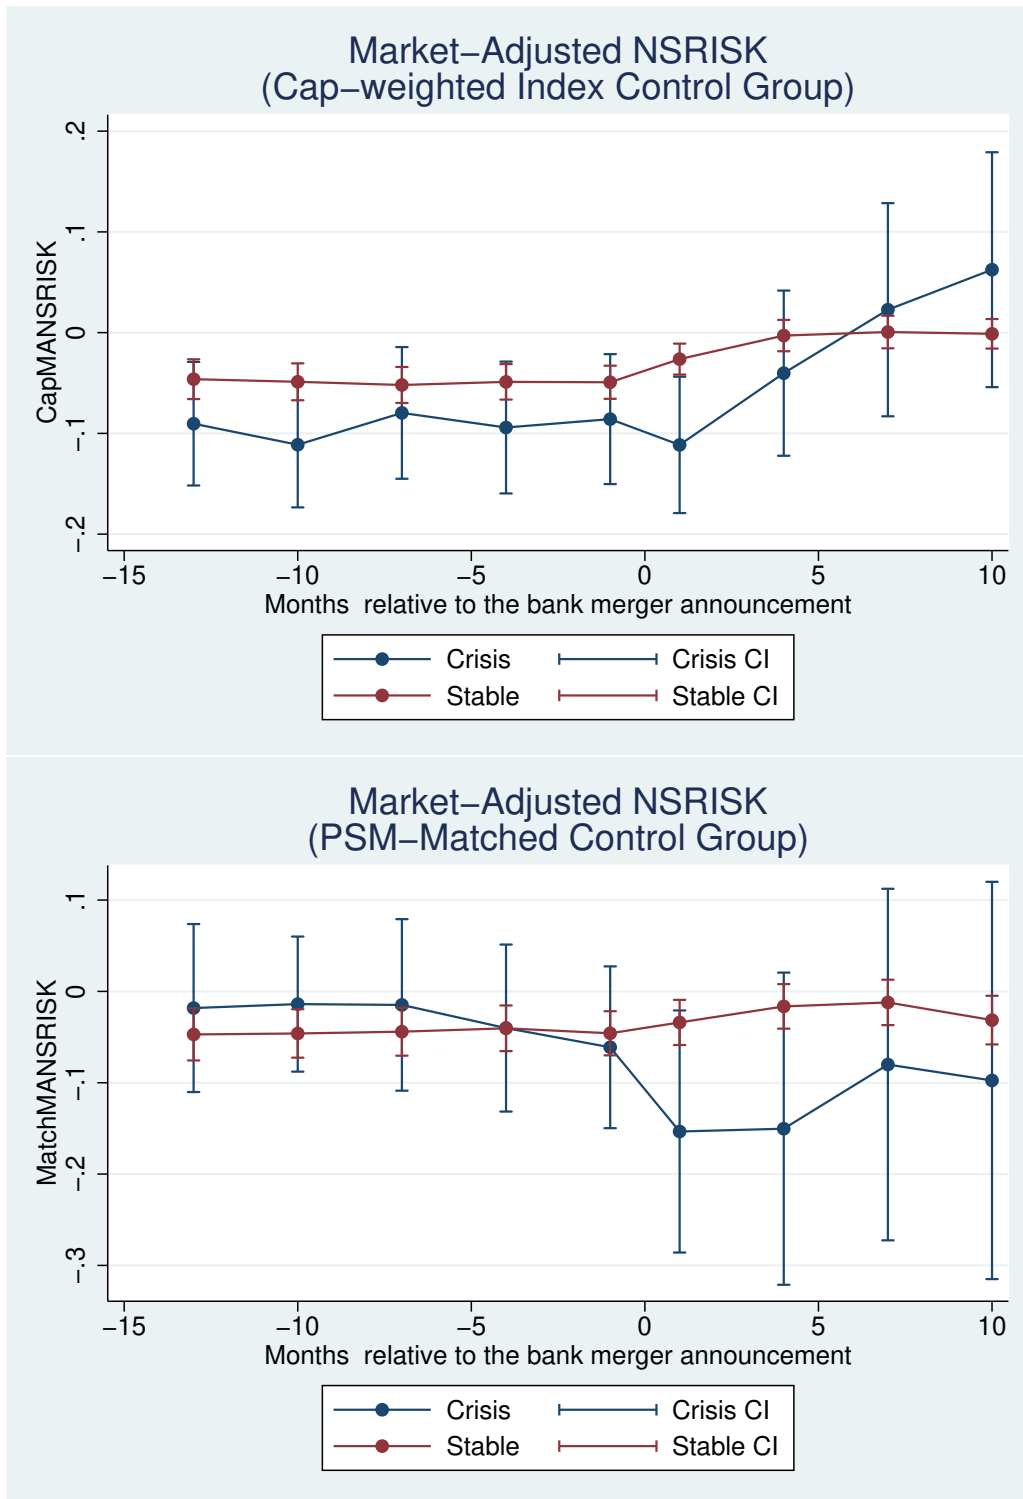 Market−Adjusted NSRISK
(Cap−weighted Index Control Group)
CapMANSRISK
.2
.1
0
−.1
−.2
−15 −10 −5 0 5 10
Months  relative to the bank merger announcement
Crisis Crisis CI
Stable Stable CI
Market−Adjusted NSRISK
(PSM−Matched Control Group)
MatchMANSRISK
.1
0
−.1
−.2
−.3
−15 −10 −5 0 5 10
Months  relative to the bank merger announcement
Crisis Crisis CI
Stable Stable CI